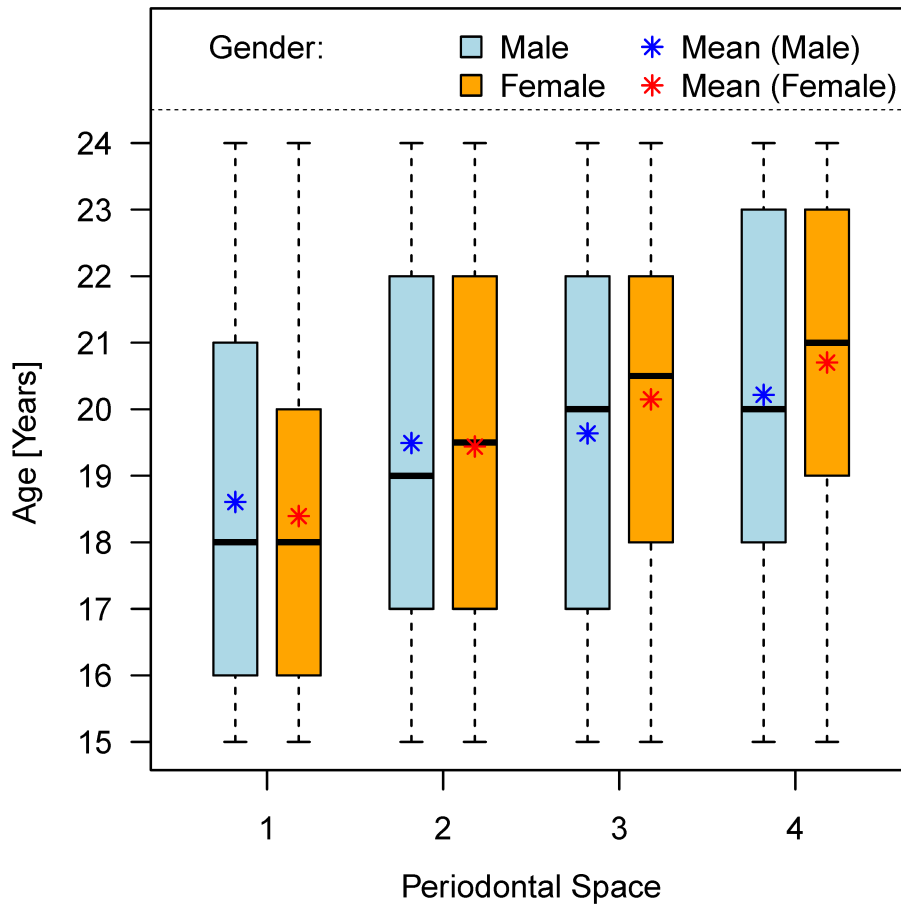 Gender:
Male
Mean (Male)
Female
Mean (Female)
24
23
22
21
20
19
18
17
16
15
Age [Years]
1 2 3 4
Periodontal Space